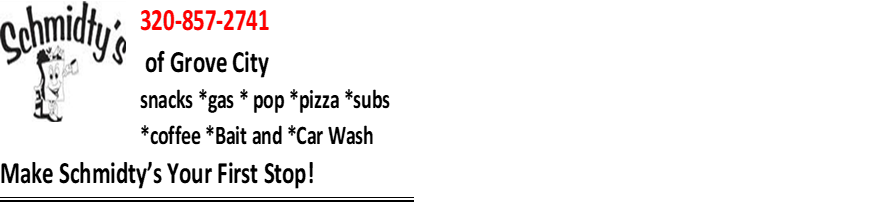 Schmidty's
320-857-2741
of Grove City
snacks *gas * pop *pizza *subs
*coffee *Bait and *Car Wash
Make Schmidty’s Your First Stop!